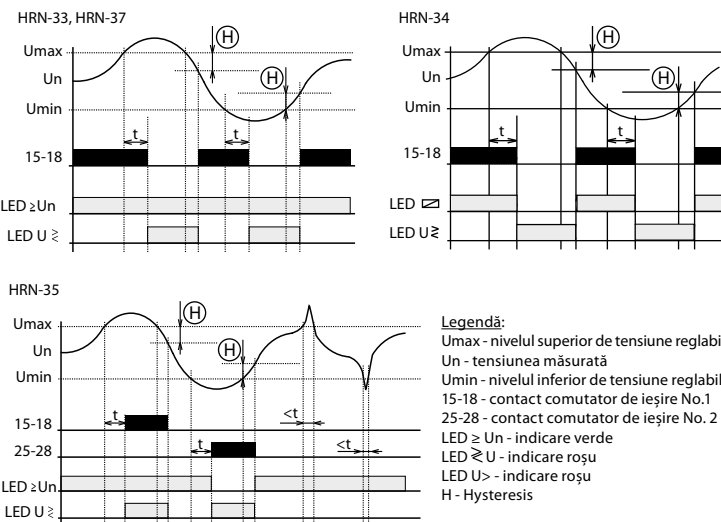 HRN-33, HRN-37
Umax
Un
Umin
H
H
t
t
15-18
LED ≥Un
LED U ≷
HRN-34
Umax
Un
Umin
H
H
t
t
15-18
LED
LED U≷
HRN-35
Umax
Un
Umin
H
H
15-18
t
<t
25-28
t
<t
LED ≥Un
LED U ≷
Legendă:
Umax - nivelul superior de tensiune reglabi
Un - tensiunea măsurată
Umin - nivelul inferior de tensiune reglabil
15-18 - contact comutator de ieșire No.1
25-28 - contact comutator de ieșire No. 2
LED ≥ Un - indicare verde
LED ≷ U - indicare roșu
LED U> - indicare roșu
H - Hysteresis